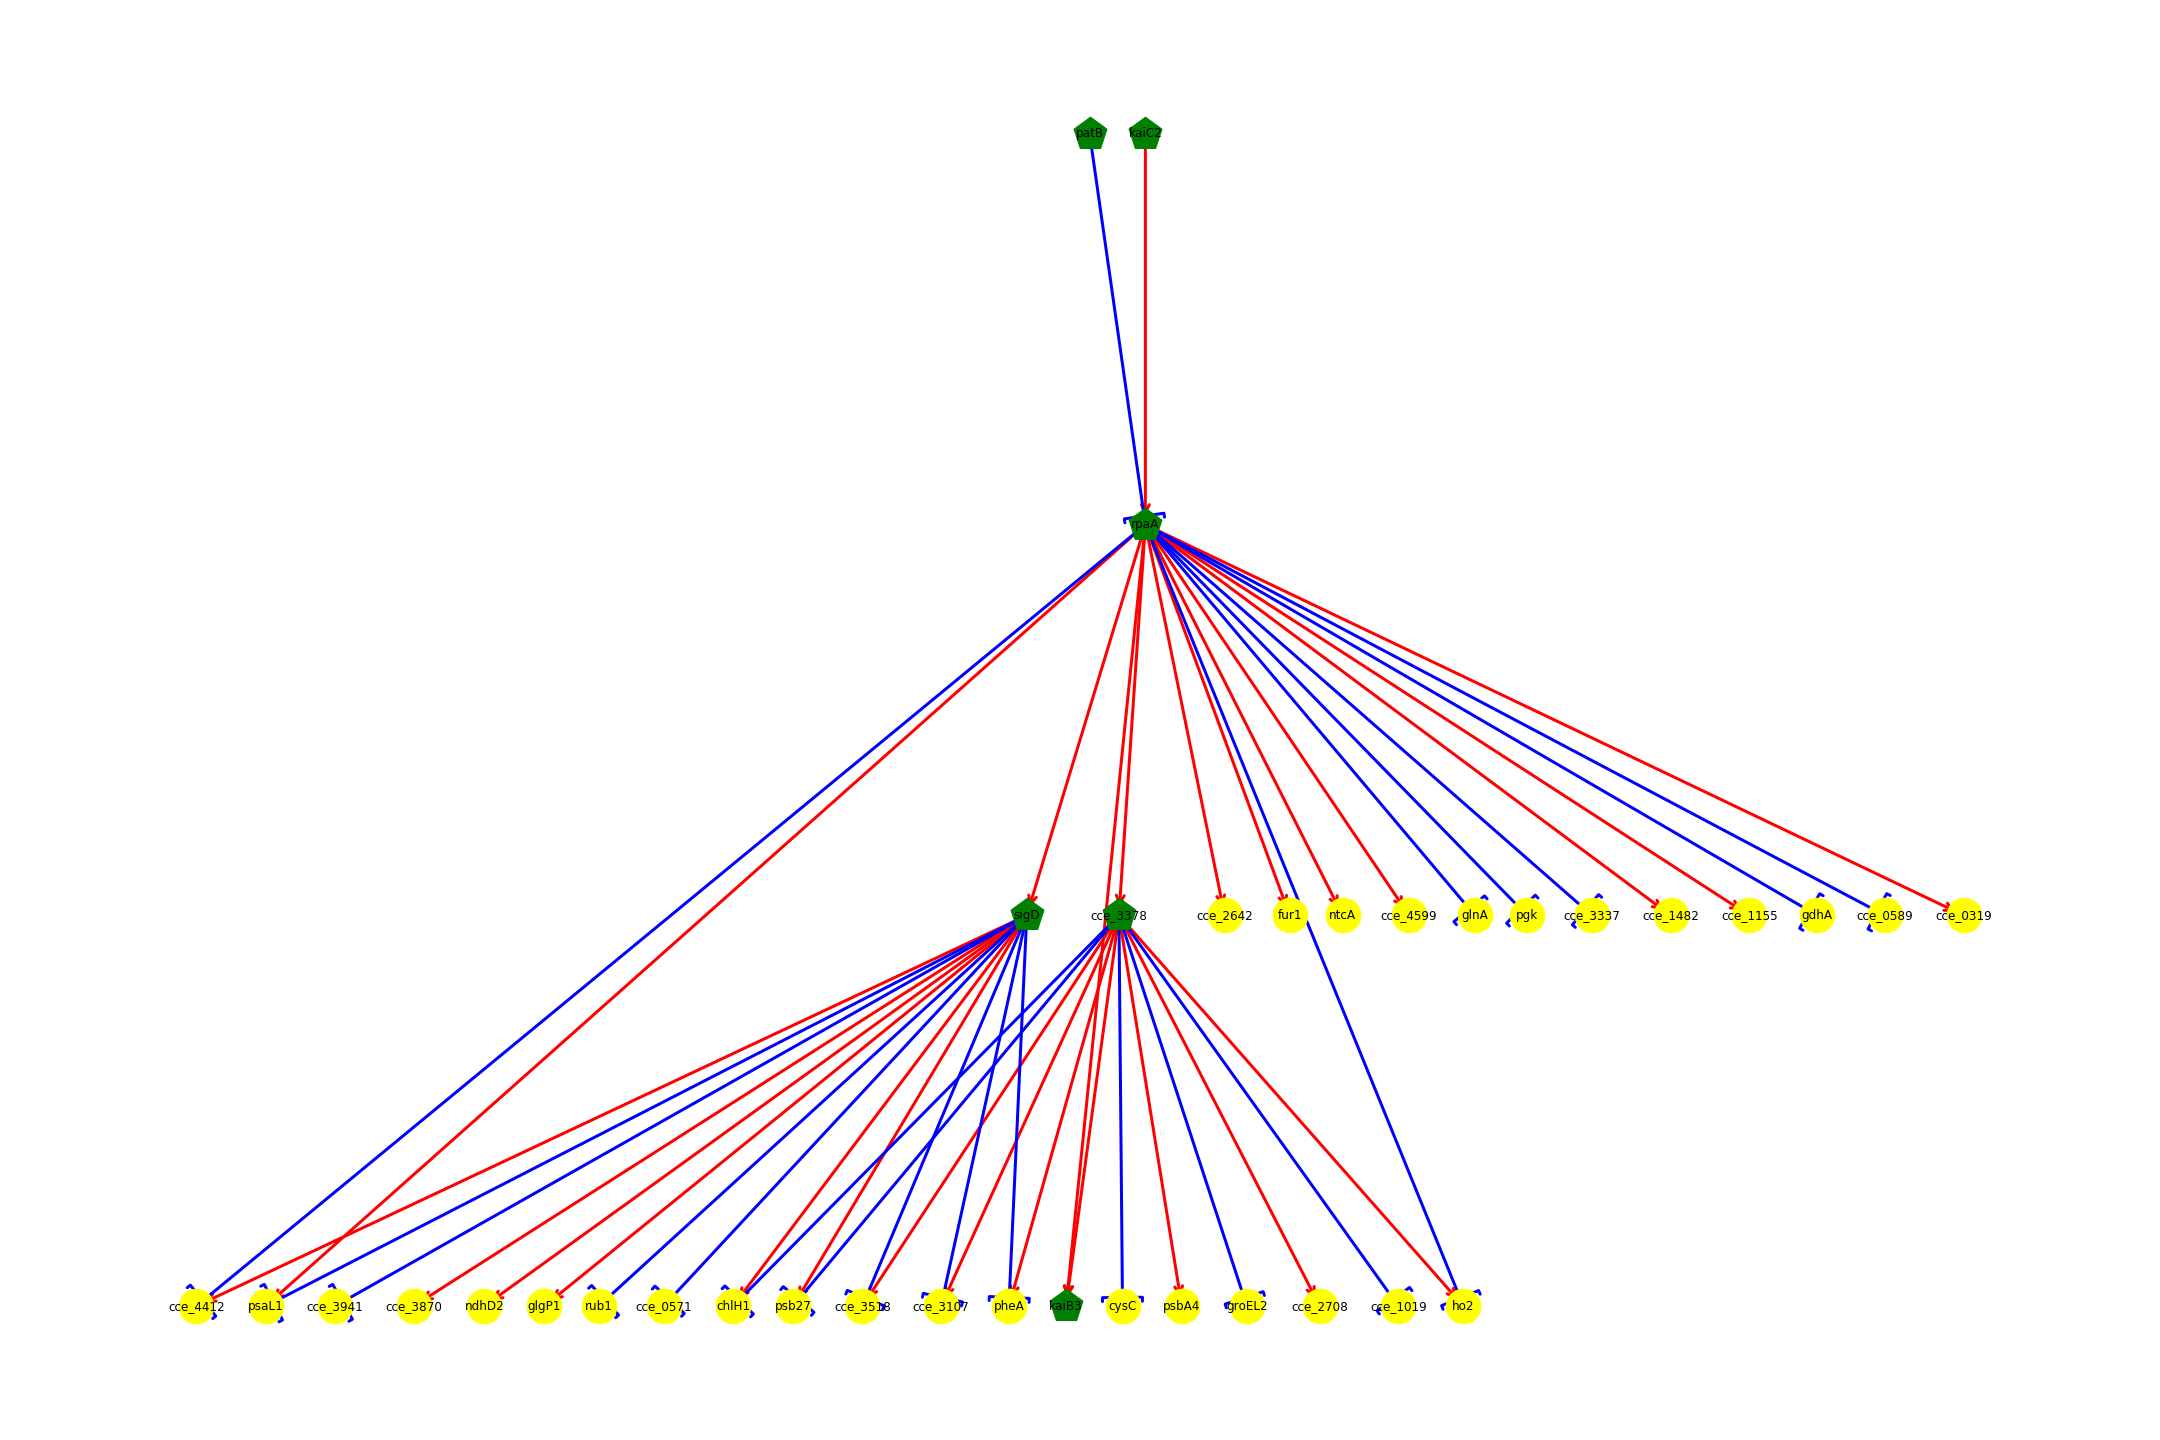 patB kaiC2
rpaA
sigD cce_3378 cce_2642 fur1 ntcA cce_4599 glnA pgk cce_3337 cce_1482 cce_1155 gdhA cce_0589 cce_0319
cce_4412 psaL1 cce_3941 cce_3870 ndhD2 glgP1 rub1 cce_0571 chlH1 psb27 cce_3518 cce_3107 pheA kaiB3 cysC psbA4 groEL2 cce_2708 cce_1019 ho2